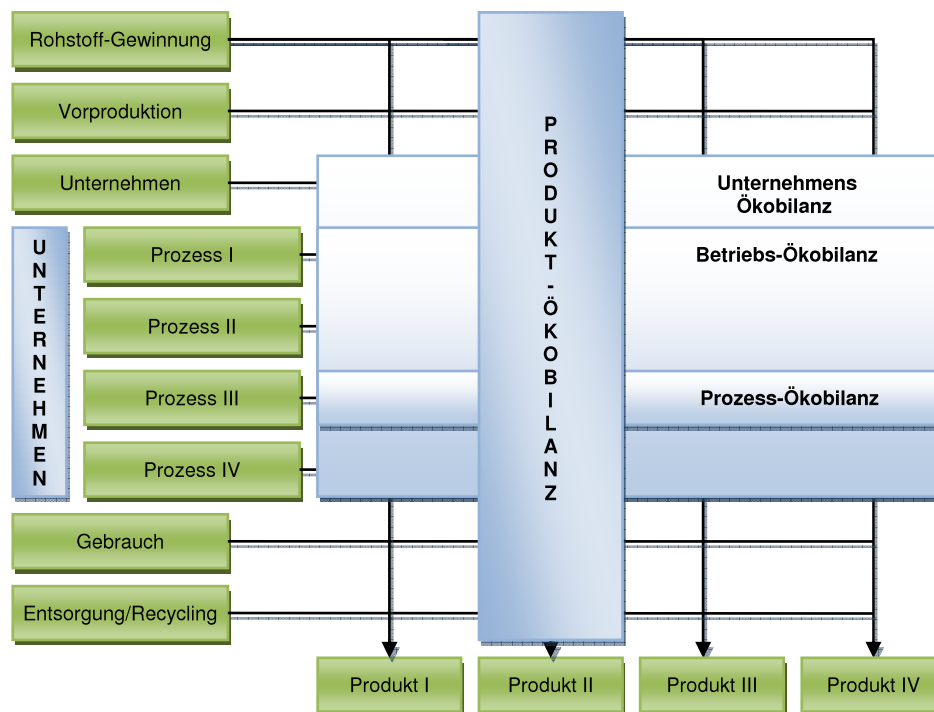 Rohstoff-Gewinnung
Vorproduktion
Unternehmen
UNTERNEHMEN
Prozess I
Prozess II
Prozess III
Prozess IV
Gebrauch
Entsorgung/Recycling
PRODUKT-ÖKOBILANZ
Unternehmens
Ökobilanz
Betriebs-Ökobilanz
Prozess-Ökobilanz
Produkt I
Produkt II
Produkt III
Produkt IV